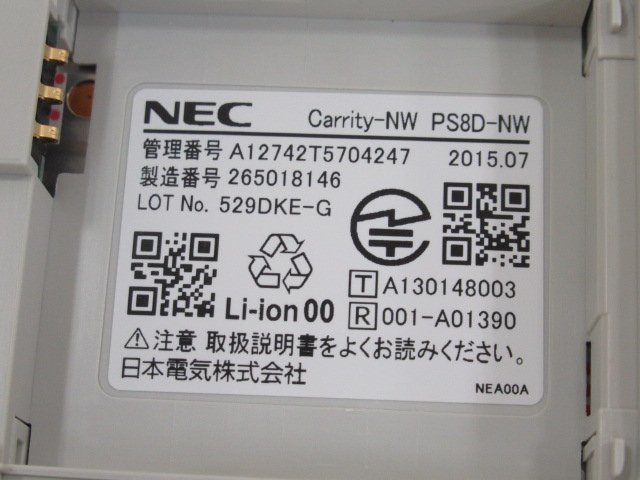 NEC Carrity-NW PS8D-NW
管理番号 A12742T5704247 2015.07
製造番号 265018146
LOT No. 529DKE-G
T A130148003
Li-ion 00 R 001-A01390
⚠注意 取扱説明書をよくお読みください。
日本電気株式会社
NEA00A